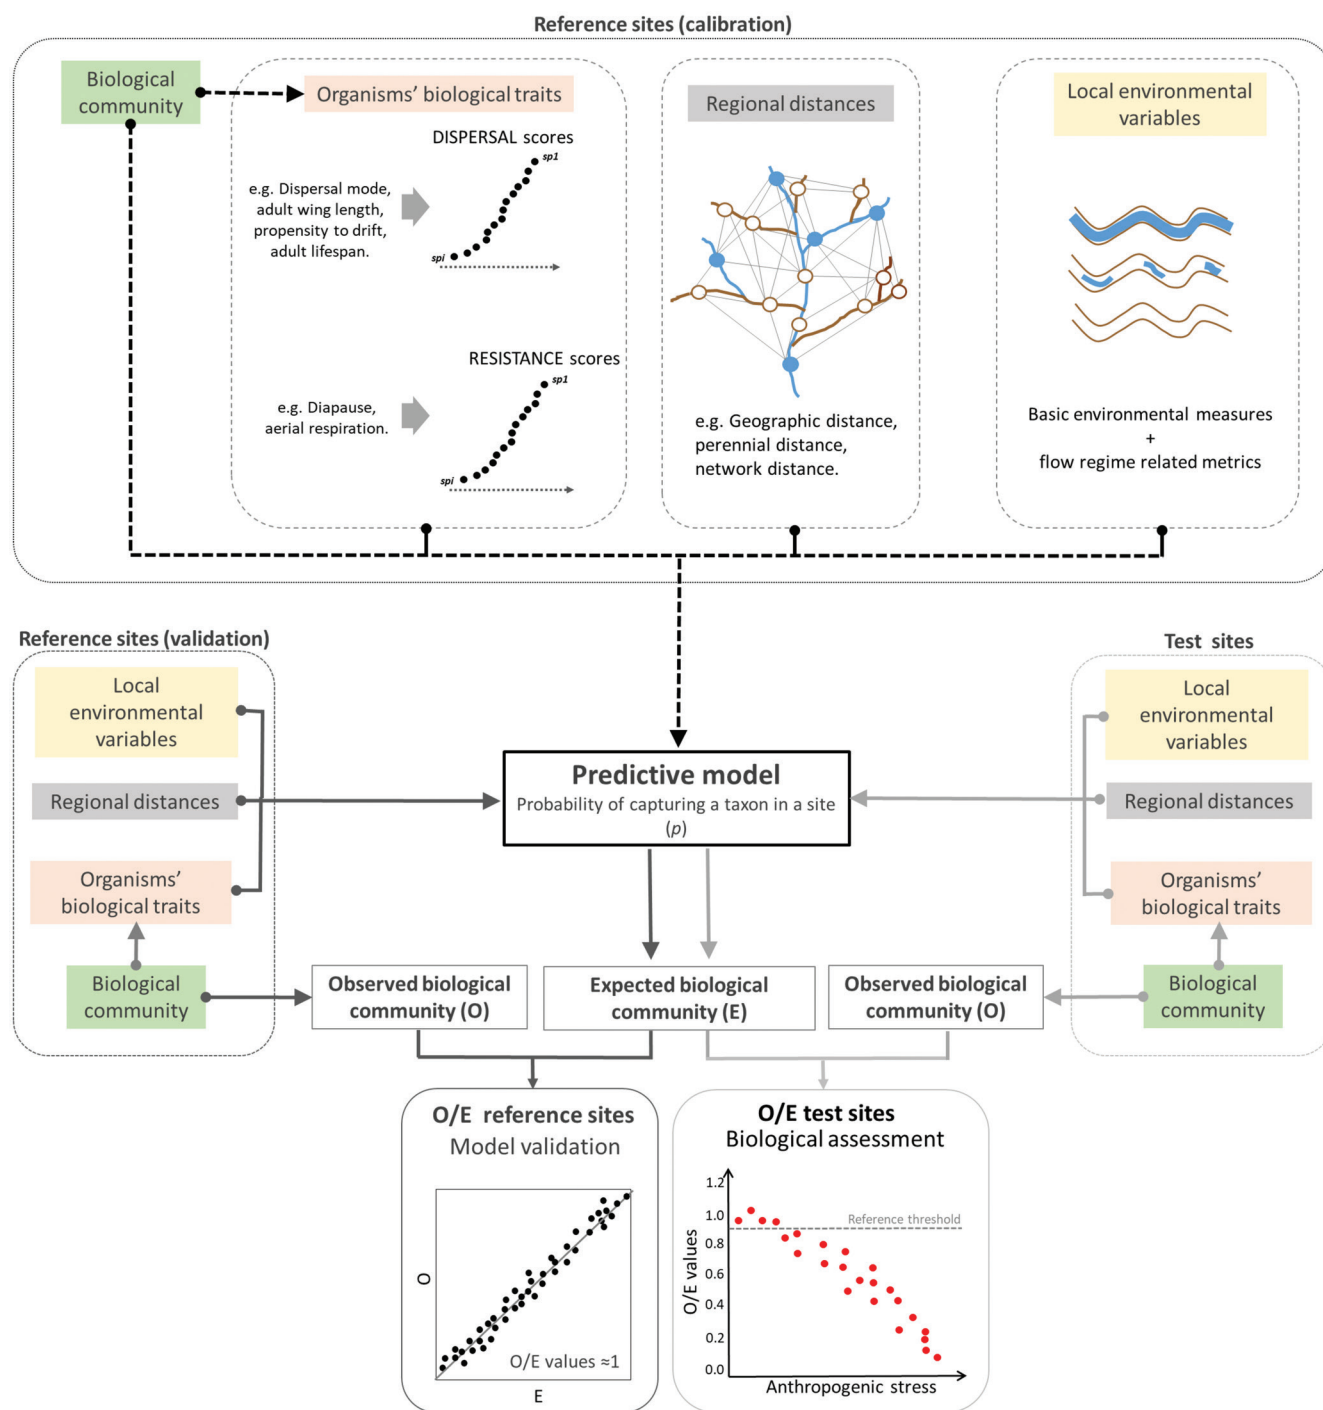 Reference sites (calibration)
Biological
community
Organisms' biological traits
DISPERSAL scores
sp1
e.g. Dispersal mode,
adult wing length,
propensity to drift,
adult lifespan.
spi
RESISTANCE scores
sp1
e.g. Diapause,
aerial respiration.
spi
Regional distances
e.g. Geographic distance,
perennial distance,
network distance.
Local environmental
variables
Basic environmental measures
+
flow regime related metrics
Reference sites (validation)
Local
environmental
variables
Regional distances
Organisms'
biological traits
Biological
community
Predictive model
Probability of capturing a taxon in a site
(p)
Test sites
Local
environmental
variables
Regional distances
Organisms'
biological traits
Biological
community
Observed biological
community (O)
Expected biological
community (E)
Observed biological
community (O)
O/E reference sites
Model validation
O
O/E values ≈1
E
O/E test sites
Biological assessment
1.2
1.0
0.8
0.6
0.4
0.2
0.0
O/E values
Reference threshold
Anthropogenic stress